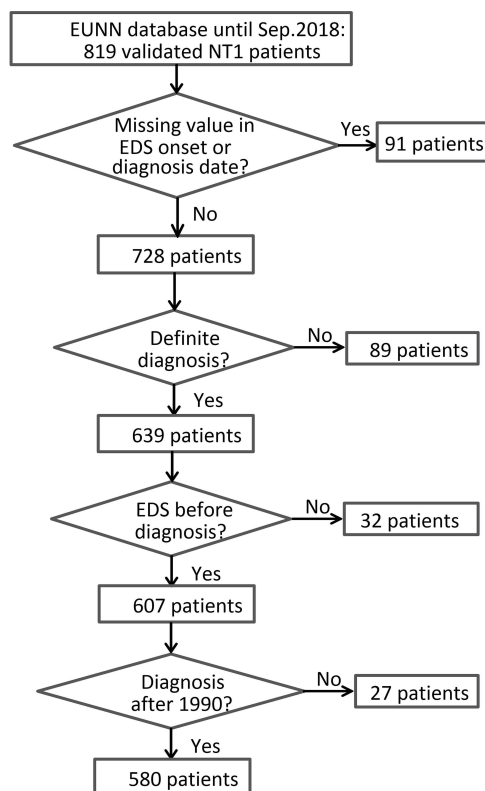 EUNN database until Sep.2018:
819 validated NT1 patients
Missing value in
EDS onset or
diagnosis date?
Yes
91 patients
No
728 patients
Definite
diagnosis?
No
89 patients
Yes
639 patients
EDS before
diagnosis?
No
32 patients
Yes
607 patients
Diagnosis
after 1990?
No
27 patients
Yes
580 patients